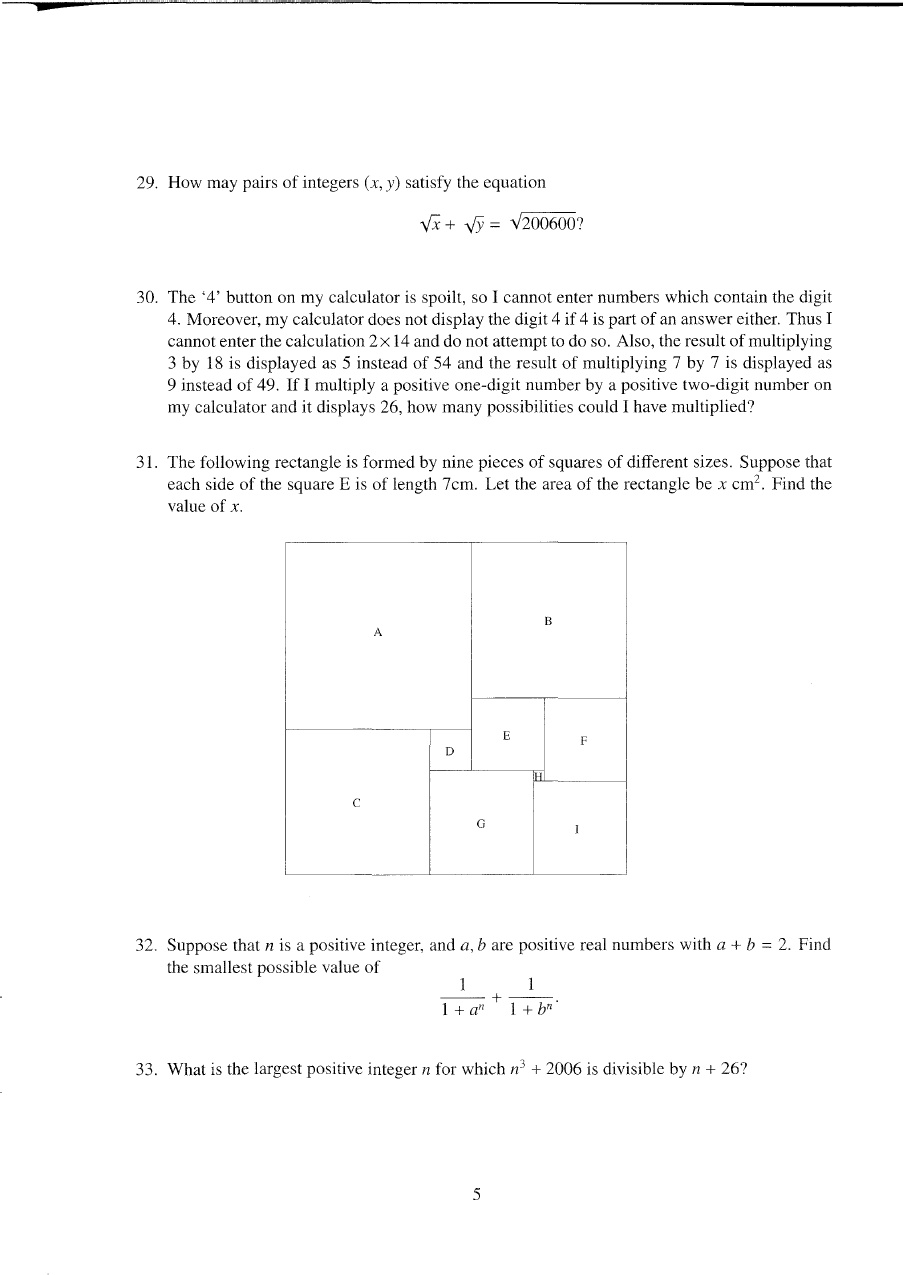 29. How may pairs of integers (x, y) satisfy the equation
√x + √y = √200600?
30. The ‘4’ button on my calculator is spoilt, so I cannot enter numbers which contain the digit
4. Moreover, my calculator does not display the digit 4 if 4 is part of an answer either. Thus I
cannot enter the calculation 2×14 and do not attempt to do so. Also, the result of multiplying
3 by 18 is displayed as 5 instead of 54 and the result of multiplying 7 by 7 is displayed as
9 instead of 49. If I multiply a positive one-digit number by a positive two-digit number on
my calculator and it displays 26, how many possibilities could I have multiplied?
31. The following rectangle is formed by nine pieces of squares of different sizes. Suppose that
each side of the square E is of length 7cm. Let the area of the rectangle be x cm². Find the
value of x.
A
B
C
D
E
F
G
H
I
32. Suppose that n is a positive integer, and a, b are positive real numbers with a + b = 2. Find
the smallest possible value of
1/(1 + aⁿ) + 1/(1 + bⁿ).
33. What is the largest positive integer n for which n³ + 2006 is divisible by n + 26?
5